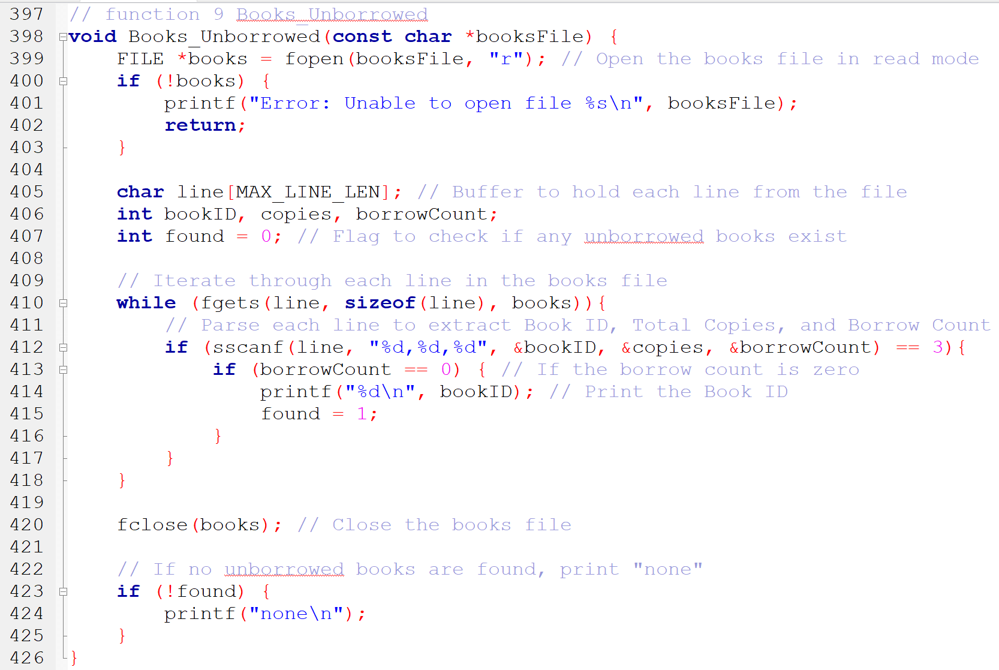 397 // function 9 Books_Unborrowed
398 void Books_Unborrowed(const char *booksFile) {
399     FILE *books = fopen(booksFile, "r"); // Open the books file in read mode
400     if (!books) {
401         printf("Error: Unable to open file %s\n", booksFile);
402         return;
403     }
404
405     char line[MAX_LINE_LEN]; // Buffer to hold each line from the file
406     int bookID, copies, borrowCount;
407     int found = 0; // Flag to check if any unborrowed books exist
408
409     // Iterate through each line in the books file
410     while (fgets(line, sizeof(line), books)){
411         // Parse each line to extract Book ID, Total Copies, and Borrow Count
412         if (sscanf(line, "%d,%d,%d", &bookID, &copies, &borrowCount) == 3){
413             if (borrowCount == 0) { // If the borrow count is zero
414                 printf("%d\n", bookID); // Print the Book ID
415                 found = 1;
416             }
417         }
418     }
419
420     fclose(books); // Close the books file
421
422     // If no unborrowed books are found, print "none"
423     if (!found) {
424         printf("none\n");
425     }
426 }